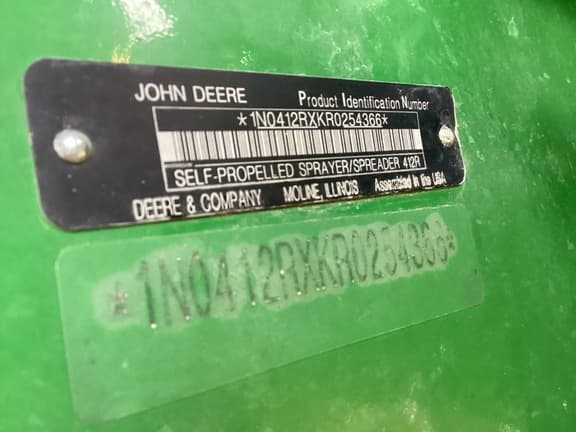 JOHN DEERE Product Identification Number
*1N0412RXKR0254366*
SELF-PROPELLED SPRAYER/SPREADER 412R
DEERE & COMPANY MOLINE, ILLINOIS Assembled in the USA
*1N0412RXKR0254366*